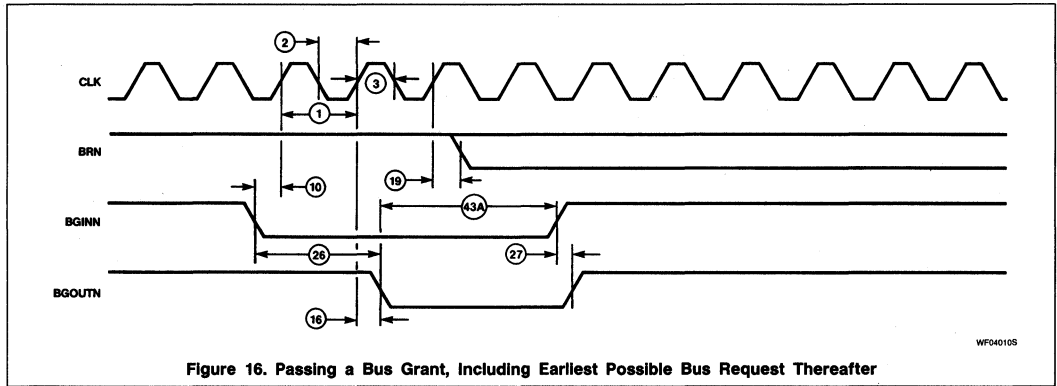 2
CLK
3
1
BRN
19
10
43A
BGINN
26
27
BGOUTN
16
WF04010S
Figure 16. Passing a Bus Grant, Including Earliest Possible Bus Request Thereafter